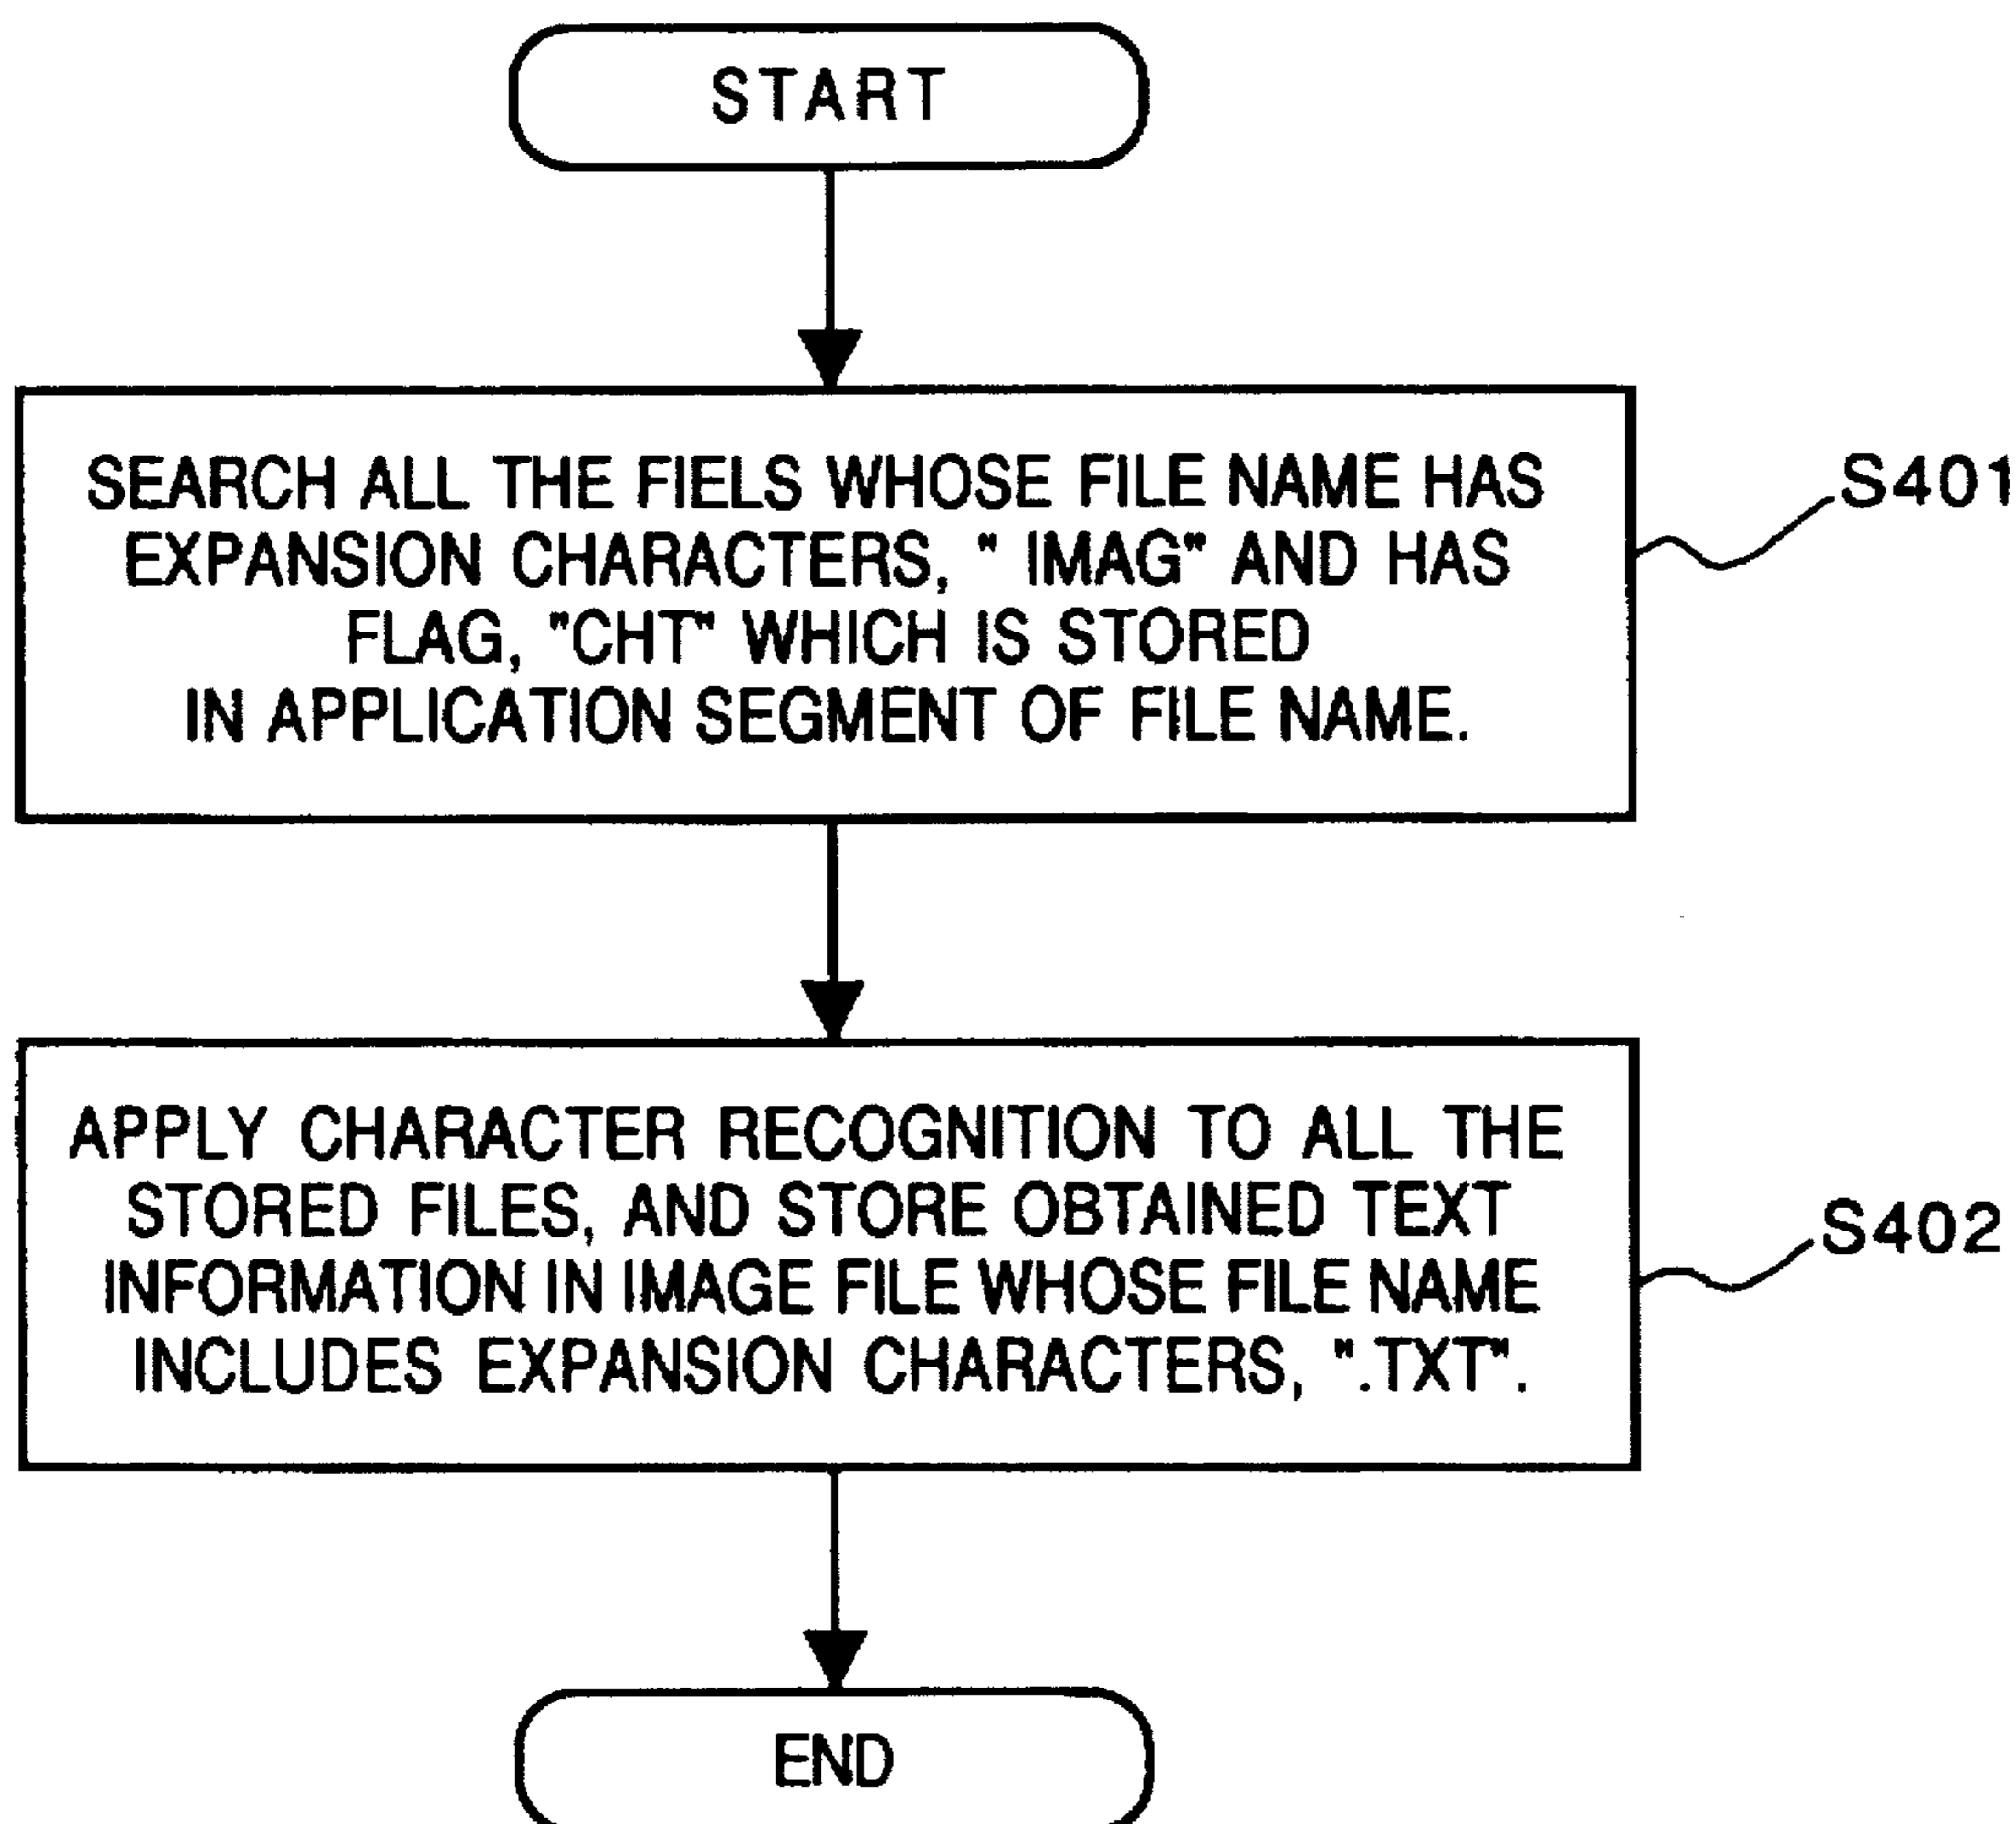 START
SEARCH ALL THE FIELS WHOSE FILE NAME HAS
EXPANSION CHARACTERS, " IMAG" AND HAS
FLAG, "CHT" WHICH IS STORED
IN APPLICATION SEGMENT OF FILE NAME.
S401
APPLY CHARACTER RECOGNITION TO ALL THE
STORED FILES, AND STORE OBTAINED TEXT
INFORMATION IN IMAGE FILE WHOSE FILE NAME
INCLUDES EXPANSION CHARACTERS, ".TXT".
S402
END